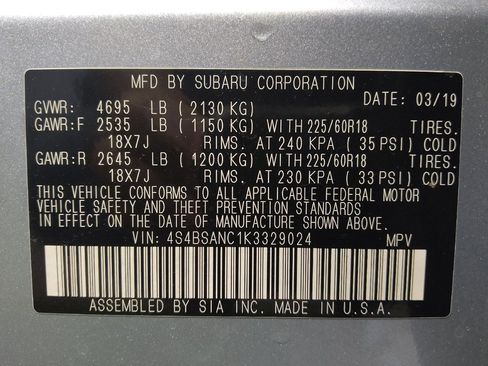 MFD BY SUBARU CORPORATION
DATE: 03/19
GVWR: 4695 LB ( 2130 KG)
GAWR:F 2535 LB ( 1150 KG) WITH 225/60R18 TIRES.
18X7J RIMS. AT 240 KPA ( 35 PSI) COLD
GAWR:R 2645 LB ( 1200 KG) WITH 225/60R18 TIRES.
18X7J RIMS. AT 230 KPA ( 33 PSI) COLD
THIS VEHICLE CONFORMS TO ALL APPLICABLE FEDERAL MOTOR
VEHICLE SAFETY AND THEFT PREVENTION STANDARDS
IN EFFECT ON THE DATE OF MANUFACTURE SHOWN ABOVE.
VIN: 4S4BSANC1K3329024 MPV
ASSEMBLED BY SIA INC. MADE IN U.S.A.